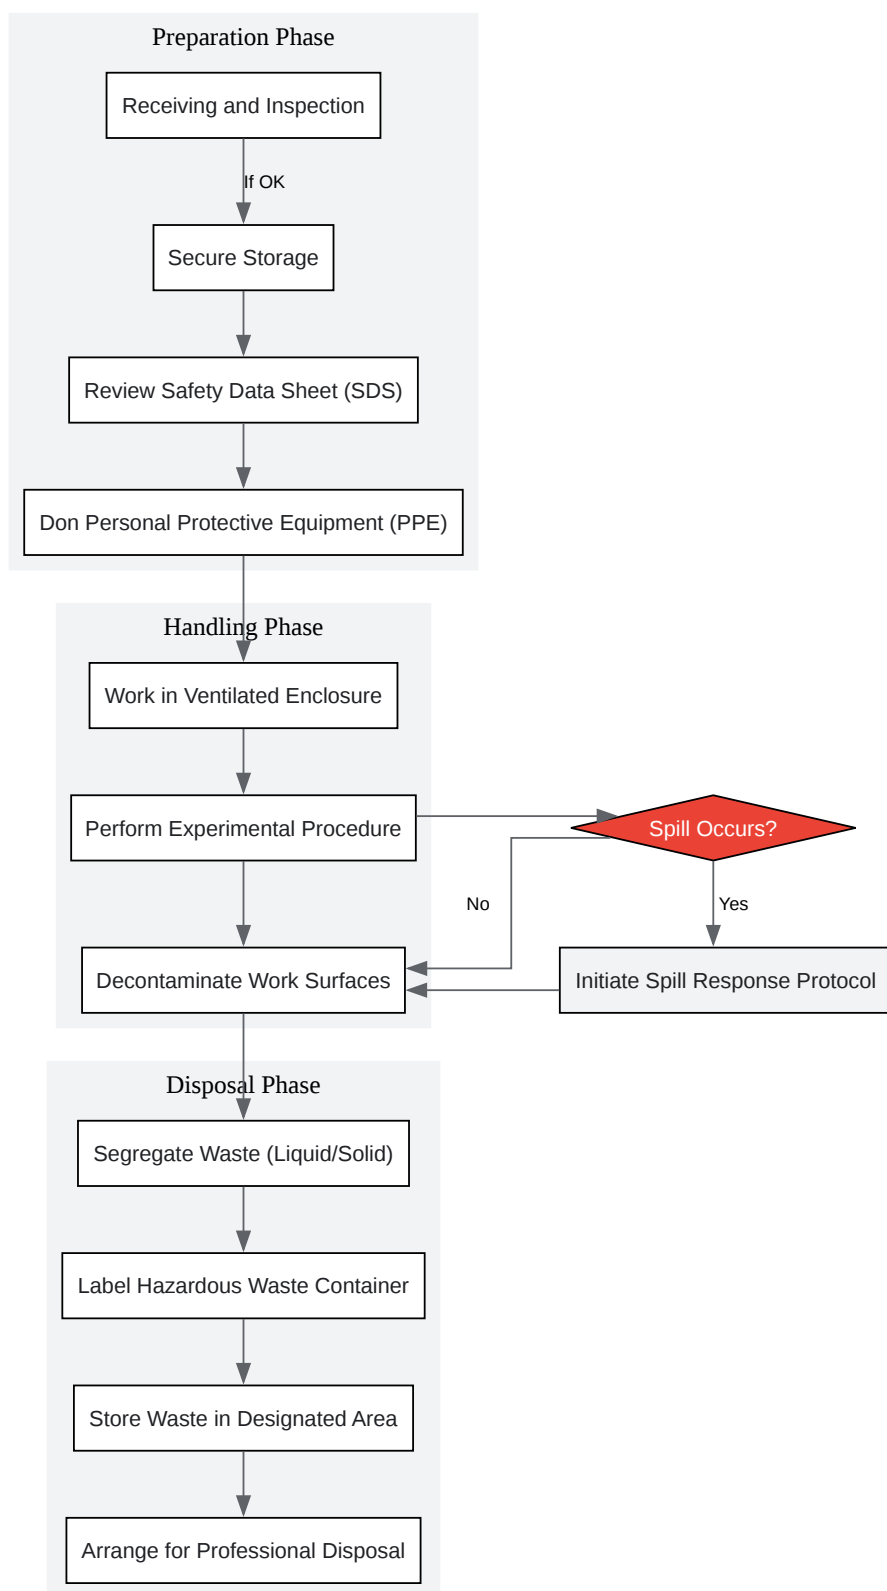 Preparation Phase
Receiving and Inspection
If OK
Secure Storage
Review Safety Data Sheet (SDS)
Don Personal Protective Equipment (PPE)
Handling Phase
Work in Ventilated Enclosure
Perform Experimental Procedure
Spill Occurs?
No
Yes
Decontaminate Work Surfaces
Initiate Spill Response Protocol
Disposal Phase
Segregate Waste (Liquid/Solid)
Label Hazardous Waste Container
Store Waste in Designated Area
Arrange for Professional Disposal